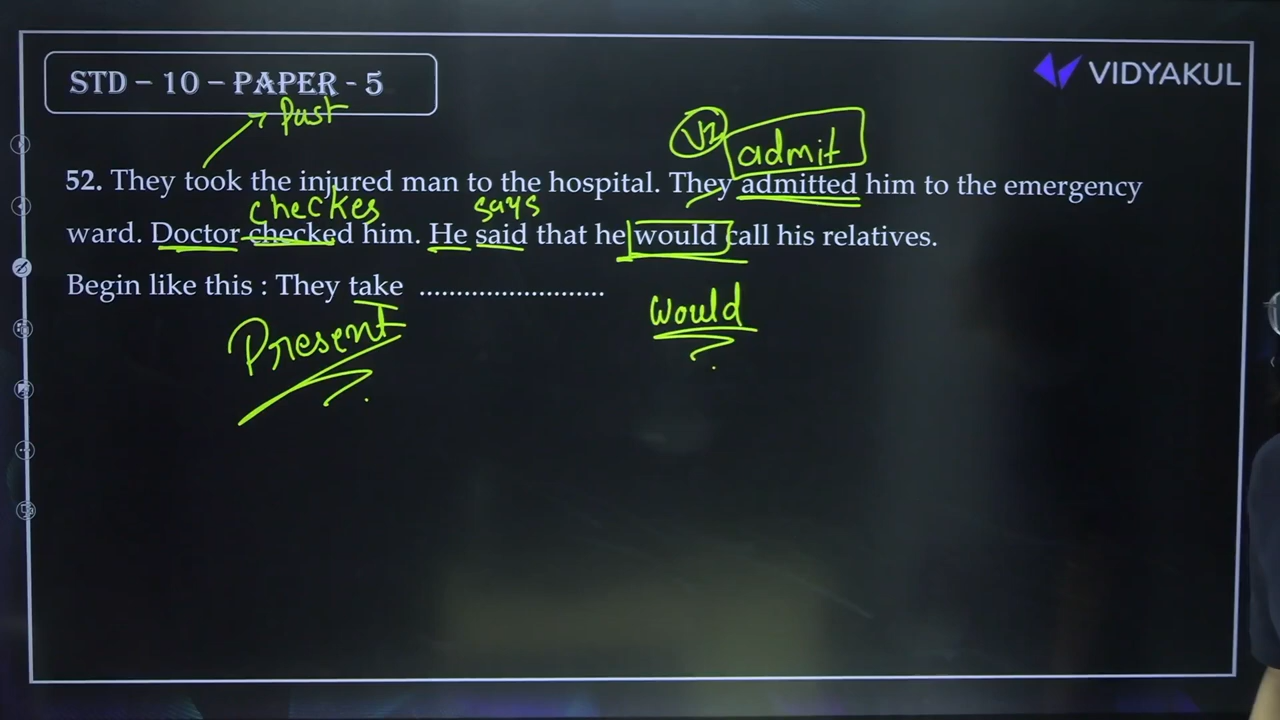 STD – 10 – PAPER - 5
VIDYAKUL
Past
V2 admit
52. They took the injured man to the hospital. They admitted him to the emergency
checkes says
ward. Doctor checked him. He said that he would call his relatives.
Begin like this : They take ........................
Present
would
?